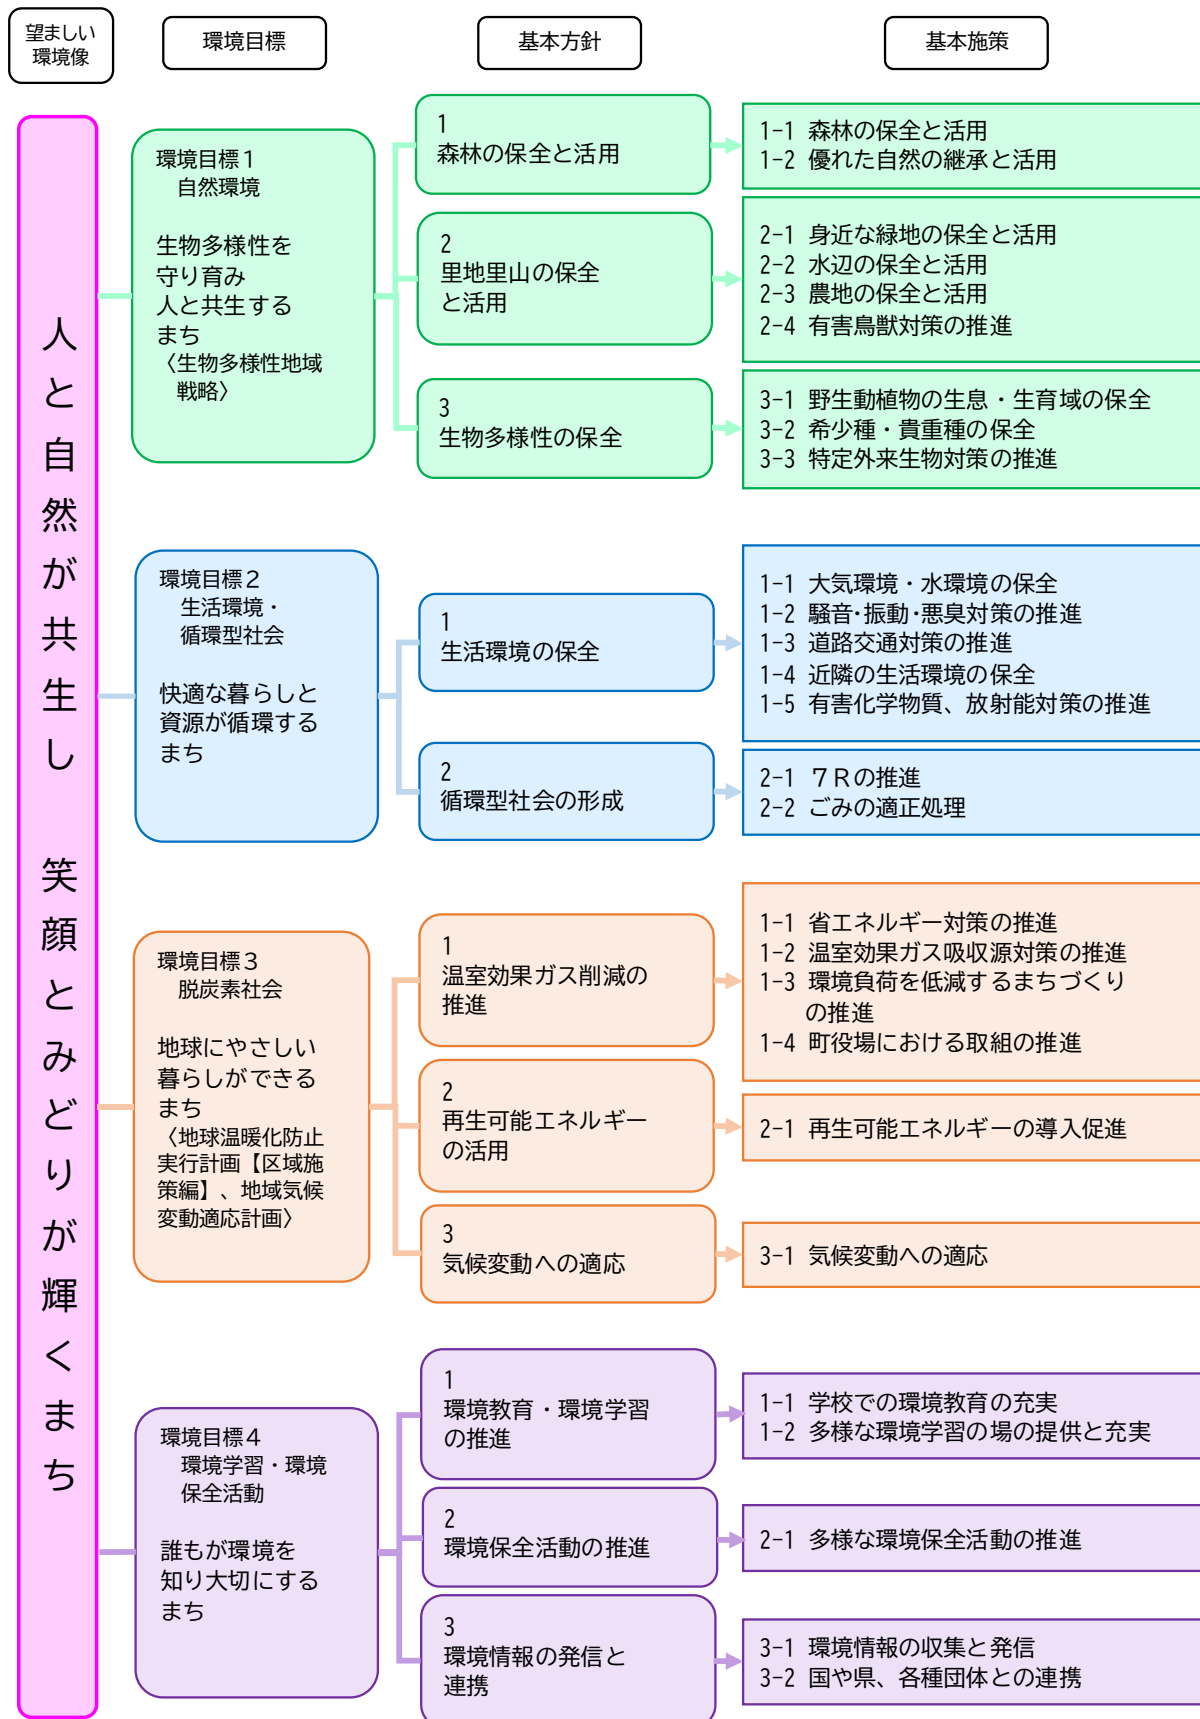 望ましい
環境像
環境目標
基本方針
基本施策
人と自然が共生し　笑顔とみどりが輝くまち
環境目標１
自然環境
生物多様性を
守り育み
人と共生する
まち
〈生物多様性地域
戦略〉
1
森林の保全と活用
1-1 森林の保全と活用
1-2 優れた自然の継承と活用
2
里地里山の保全
と活用
2-1 身近な緑地の保全と活用
2-2 水辺の保全と活用
2-3 農地の保全と活用
2-4 有害鳥獣対策の推進
3
生物多様性の保全
3-1 野生動植物の生息・生育域の保全
3-2 希少種・貴重種の保全
3-3 特定外来生物対策の推進
環境目標２
生活環境・
循環型社会
快適な暮らしと
資源が循環する
まち
1
生活環境の保全
1-1 大気環境・水環境の保全
1-2 騒音･振動･悪臭対策の推進
1-3 道路交通対策の推進
1-4 近隣の生活環境の保全
1-5 有害化学物質、放射能対策の推進
2
循環型社会の形成
2-1 ７Ｒの推進
2-2 ごみの適正処理
環境目標３
脱炭素社会
地球にやさしい
暮らしができる
まち
〈地球温暖化防止
実行計画【区域施
策編】、地域気候
変動適応計画〉
1
温室効果ガス削減の
推進
1-1 省エネルギー対策の推進
1-2 温室効果ガス吸収源対策の推進
1-3 環境負荷を低減するまちづくり
の推進
1-4 町役場における取組の推進
2
再生可能エネルギー
の活用
2-1 再生可能エネルギーの導入促進
3
気候変動への適応
3-1 気候変動への適応
環境目標４
環境学習・環境
保全活動
誰もが環境を
知り大切にする
まち
1
環境教育・環境学習
の推進
1-1 学校での環境教育の充実
1-2 多様な環境学習の場の提供と充実
2
環境保全活動の推進
2-1 多様な環境保全活動の推進
3
環境情報の発信と
連携
3-1 環境情報の収集と発信
3-2 国や県、各種団体との連携